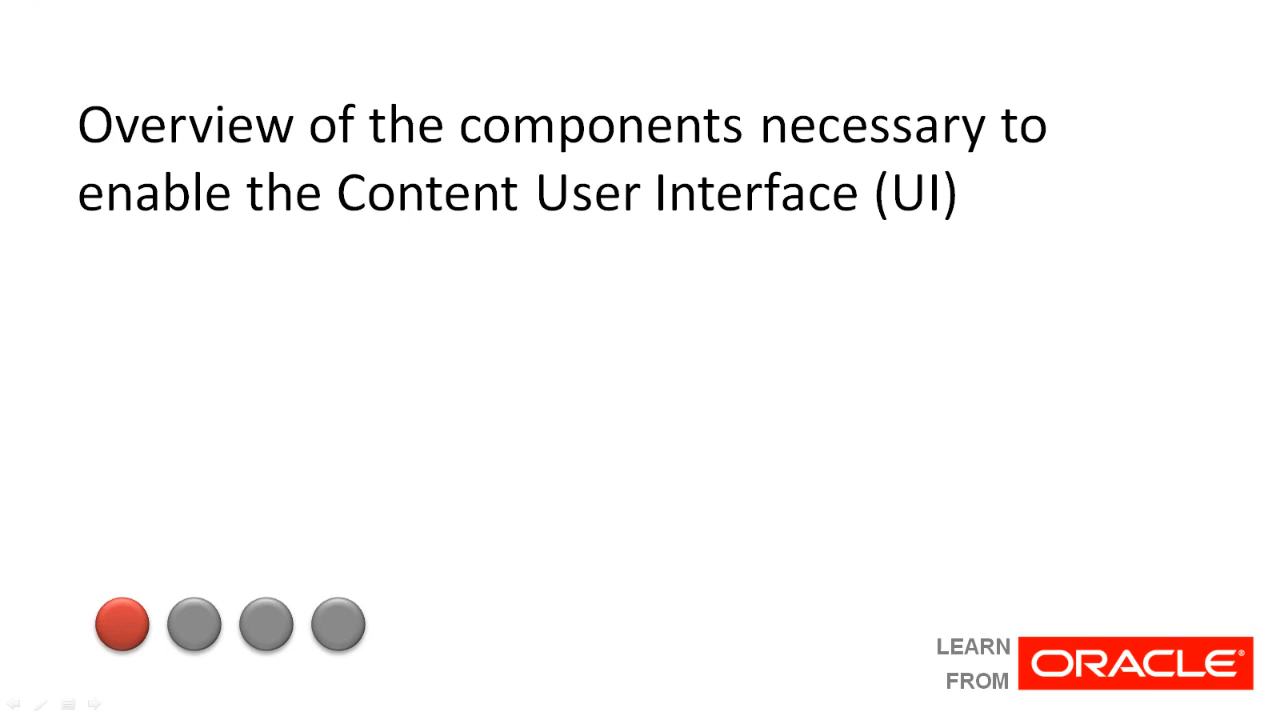 Overview of the components necessary to
enable the Content User Interface (UI)
LEARN
FROM
ORACLE®